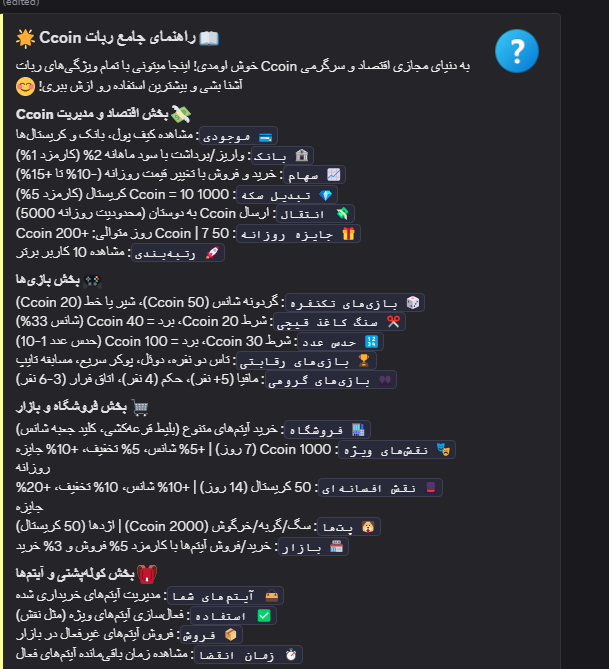 (edited)
📖 راهنمای جامع ربات Ccoin 🌟
به دنیای مجازی اقتصاد و سرگرمی Ccoin خوش اومدی! اینجا میتونی با تمام ویژگی‌های ربات
آشنا بشی و بیشترین استفاده رو ازش ببری! 😊
💸 بخش اقتصاد و مدیریت Ccoin
💳 موجودی: مشاهده کیف پول، بانک و کریستال‌ها
🏦 بانک: واریز/برداشت با سود ماهانه 2% (کارمزد 1%)
📈 سهام: خرید و فروش با تغییر قیمت روزانه (-10% تا +15%)
💎 تبدیل سکه: 1000 Ccoin = 10 کریستال (کارمزد 5%)
💸 انتقال: ارسال Ccoin به دوستان (محدودیت روزانه 5000)
🎁 جایزه روزانه: 50 Ccoin | 7 روز متوالی: +200 Ccoin
🚀 رتبه‌بندی: مشاهده 10 کاربر برتر
🎮 بخش بازی‌ها
🎲 بازی‌های تکنفره: گردونه شانس (50 Ccoin)، شیر یا خط (20 Ccoin)
✂️ سنگ کاغذ قیچی: شرط 20 Ccoin، برد = 40 Ccoin (شانس 33%)
🔢 حدس عدد: شرط 30 Ccoin، برد = 100 Ccoin (حدس عدد 1-10)
🏆 بازی‌های رقابتی: تاس دو نفره، دوئل، پوکر سریع، مسابقه تایپ
👥 بازی‌های گروهی: مافیا (5+ نفر)، حکم (4 نفر)، اتاق فرار (3-6 نفر)
🛒 بخش فروشگاه و بازار
🏬 فروشگاه: خرید آیتم‌های متنوع (بلیط قرعه‌کشی، کلید جعبه شانس)
🎭 نقش‌های ویژه: 1000 Ccoin (7 روز) | +5% شانس، 5% تخفیف، +10% جایزه
روزانه
🎩 نقش افسانه‌ای: 50 کریستال (14 روز) | +10% شانس، 10% تخفیف، +20%
جایزه
🐶 پت‌ها: سگ/گربه/خرگوش (2000 Ccoin) | اژدها (50 کریستال)
🏪 بازار: خرید/فروش آیتم‌ها با کارمزد 5% فروش و 3% خرید
🎒 بخش کوله‌پشتی و آیتم‌ها
👝 آیتم‌های شما: مدیریت آیتم‌های خریداری شده
✅ استفاده: فعال‌سازی آیتم‌های ویژه (مثل نقش)
📦 فروش: فروش آیتم‌های غیرفعال در بازار
⏱️ زمان انقضا: مشاهده زمان باقی‌مانده آیتم‌های فعال